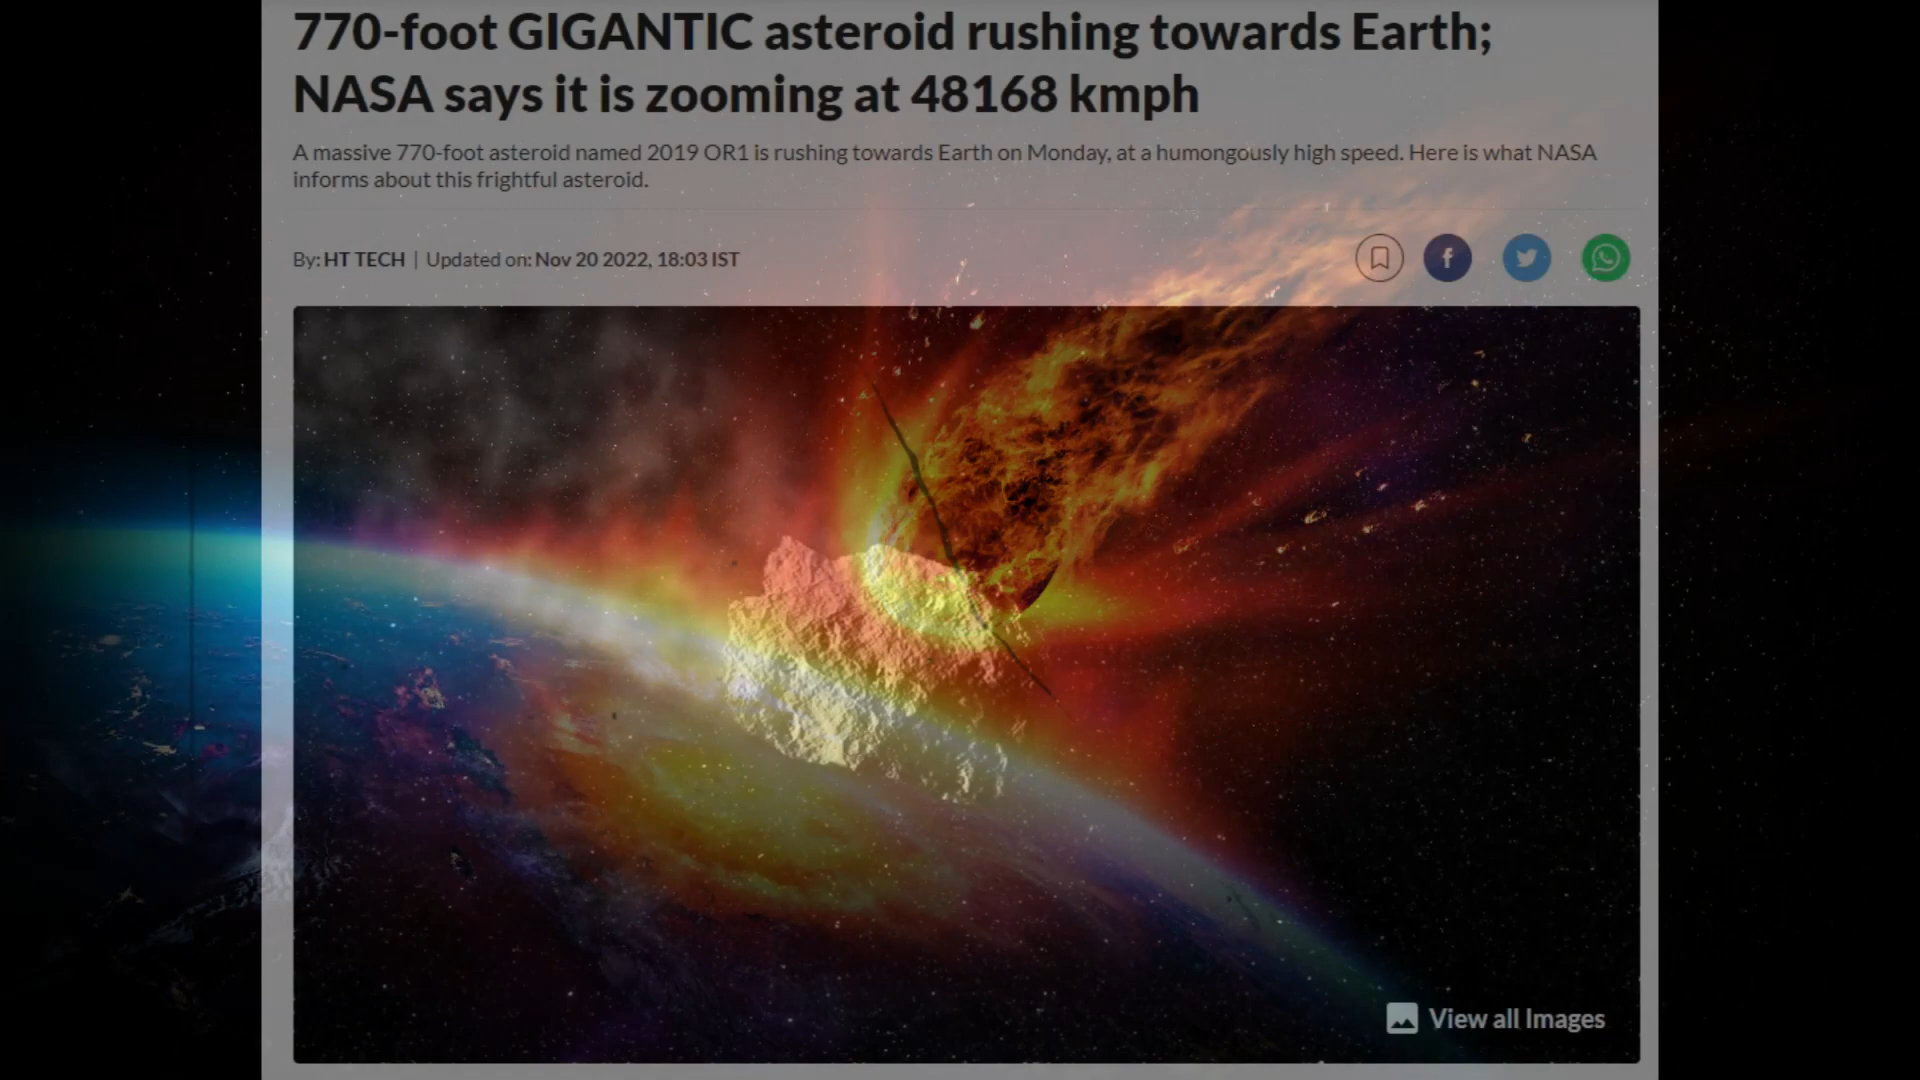 770-foot GIGANTIC asteroid rushing towards Earth;
NASA says it is zooming at 48168 kmph
A massive 770-foot asteroid named 2019 OR1 is rushing towards Earth on Monday, at a humongously high speed. Here is what NASA
informs about this frightful asteroid.
By: HT TECH | Updated on: Nov 20 2022, 18:03 IST
View all Images